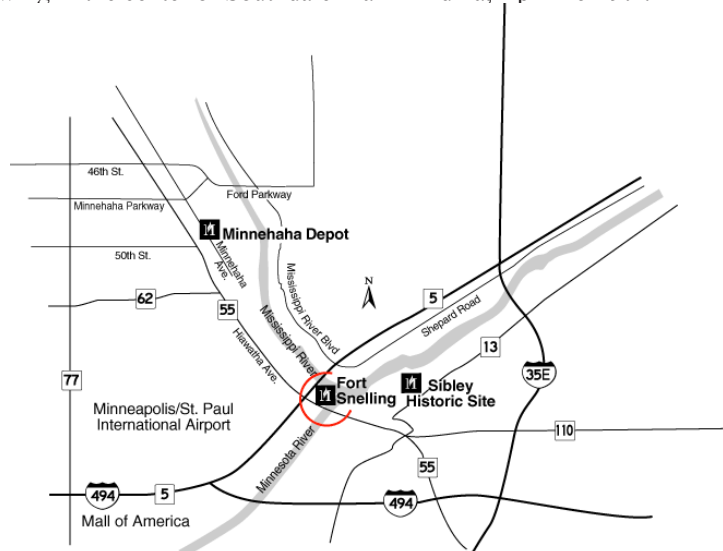 46th St.
Ford Parkway
Minnehaha Parkway
Minnehaha Depot
50th St.
Minnehaha
Ave.
Mississippi River Blvd
N
62
55
5
Shepard Road
Hiawatha Ave.
Mississippi River
13
35E
77
Fort
Snelling
Sibley
Historic Site
Minneapolis/St. Paul
International Airport
110
Minnesota River
55
494
5
494
Mall of America